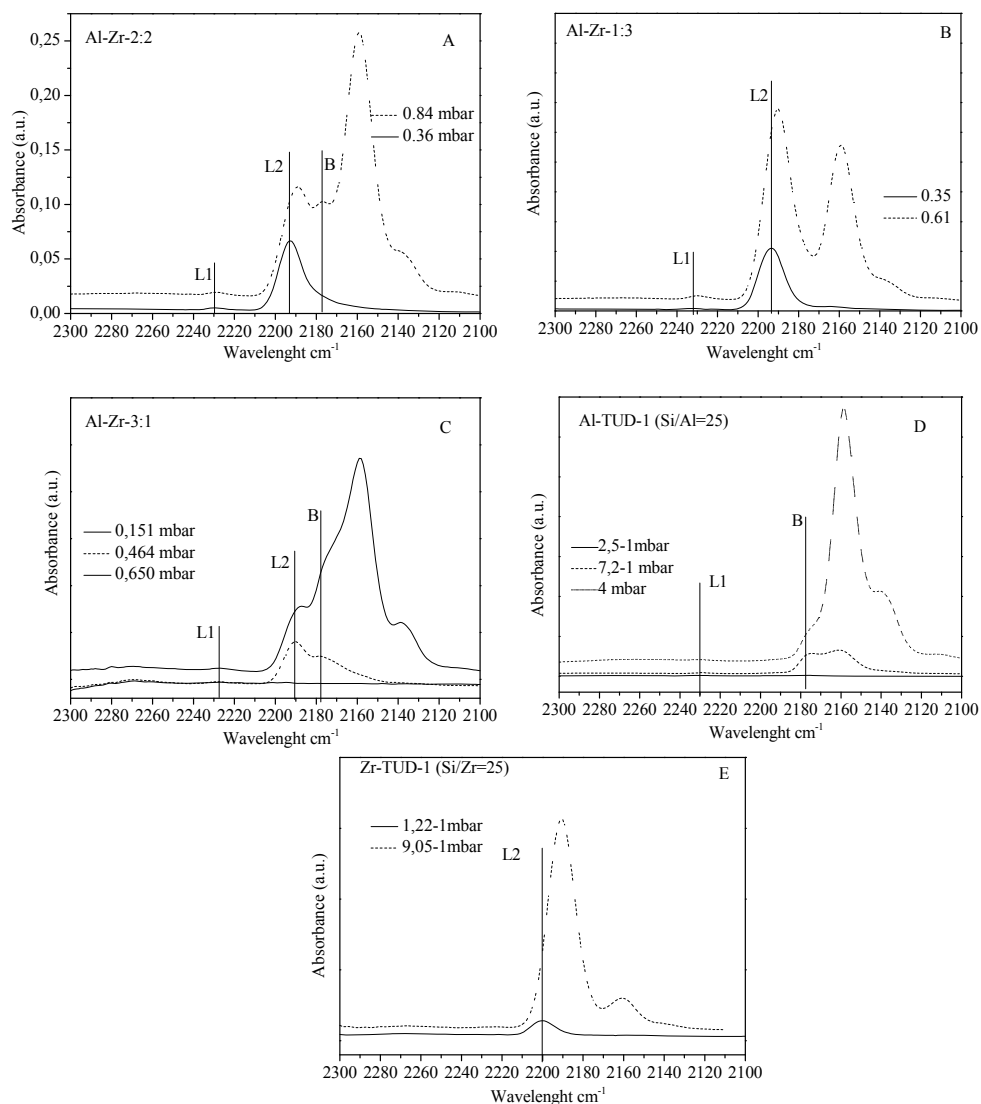 Al-Zr-2:2
A
0,25
0,20
0,15
0,10
0,05
0,00
Absorbance (a.u.)
0.84 mbar
0.36 mbar
L2
B
L1
2300 2280 2260 2240 2220 2200 2180 2160 2140 2120 2100
Wavelenght cm-1
Al-Zr-1:3
B
Absorbance (a.u.)
L2
0.35
0.61
L1
2300 2280 2260 2240 2220 2200 2180 2160 2140 2120 2100
Wavelenght cm-1
Al-Zr-3:1
C
Absorbance (a.u.)
B
0,151 mbar
0,464 mbar
0,650 mbar
L2
L1
2300 2280 2260 2240 2220 2200 2180 2160 2140 2120 2100
Wavelenght cm-1
Al-TUD-1 (Si/Al=25)
D
Absorbance (a.u.)
B
2,5-1mbar
7,2-1 mbar
4 mbar
L1
2300 2280 2260 2240 2220 2200 2180 2160 2140 2120 2100
Wavelenght cm-1
Zr-TUD-1 (Si/Zr=25)
E
Absorbance (a.u.)
1,22-1mbar
9,05-1mbar
L2
2300 2280 2260 2240 2220 2200 2180 2160 2140 2120 2100
Wavelenght cm-1